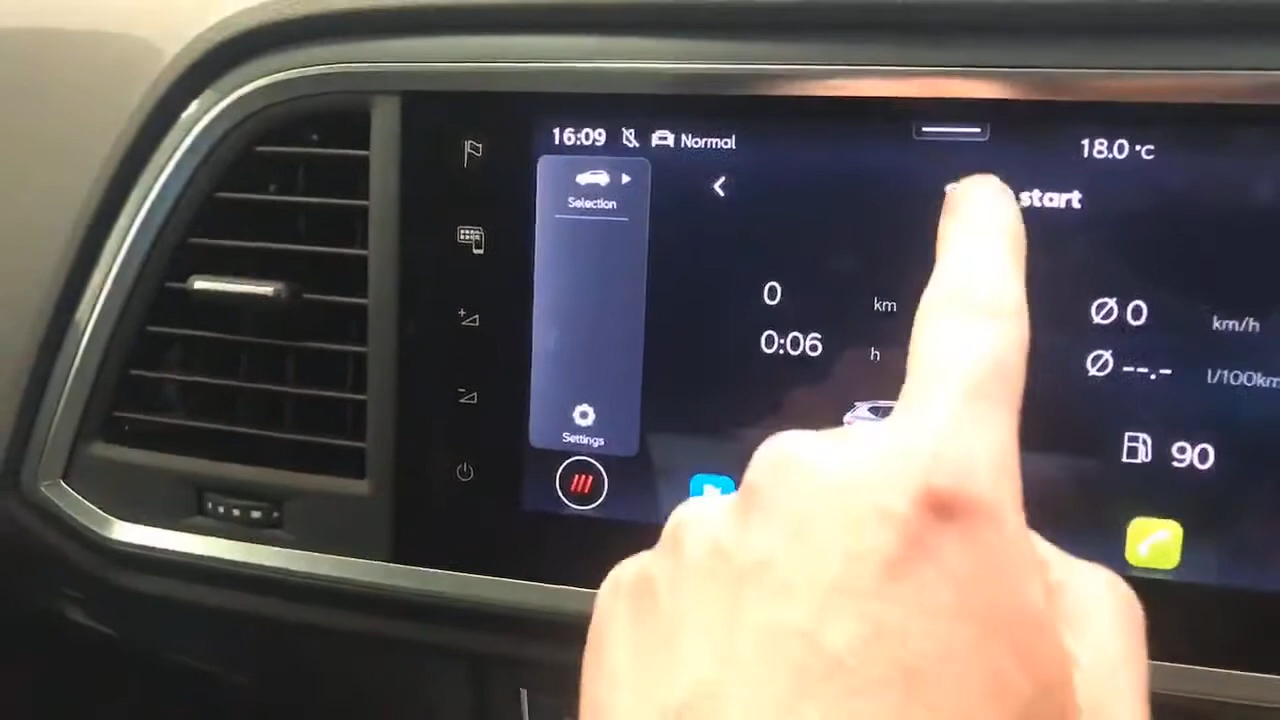 16:09 Normal 18.0 °C
Selection
start
0 km Ø 0 km/h
0:06 h Ø --.- l/100km
Settings
90